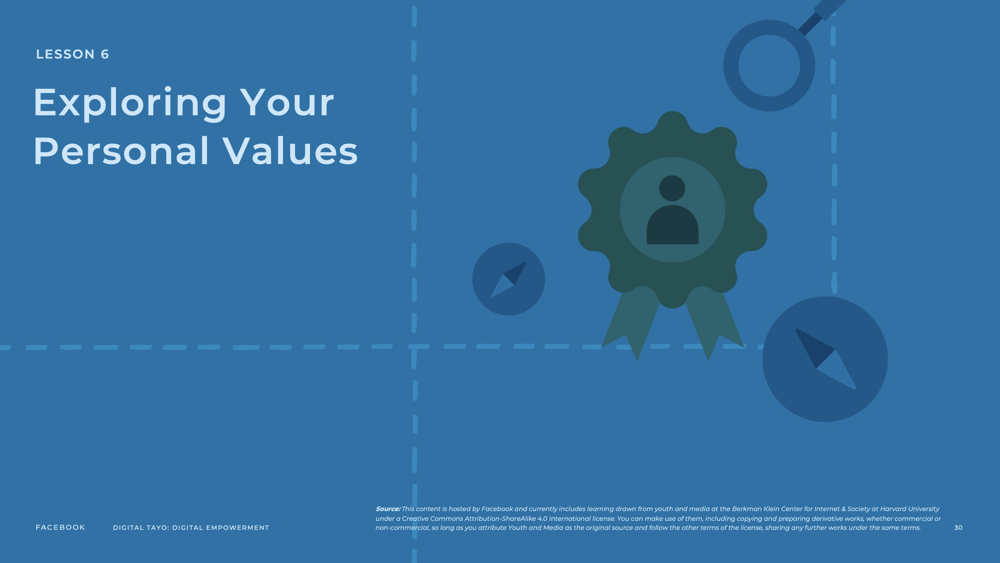 LESSON 6
Exploring Your
Personal Values
Source: This content is hosted by Facebook and currently includes learning drawn from youth and media at the Berkman Klein Center for Internet & Society at Harvard University
under a Creative Commons Attribution-ShareAlike 4.0 International license. You can make use of them, including copying and preparing derivative works, whether commercial or
non-commercial, so long as you attribute Youth and Media as the original source and follow the other terms of the license, sharing any further works under the same terms.
FACEBOOK DIGITAL TAYO: DIGITAL EMPOWERMENT
30